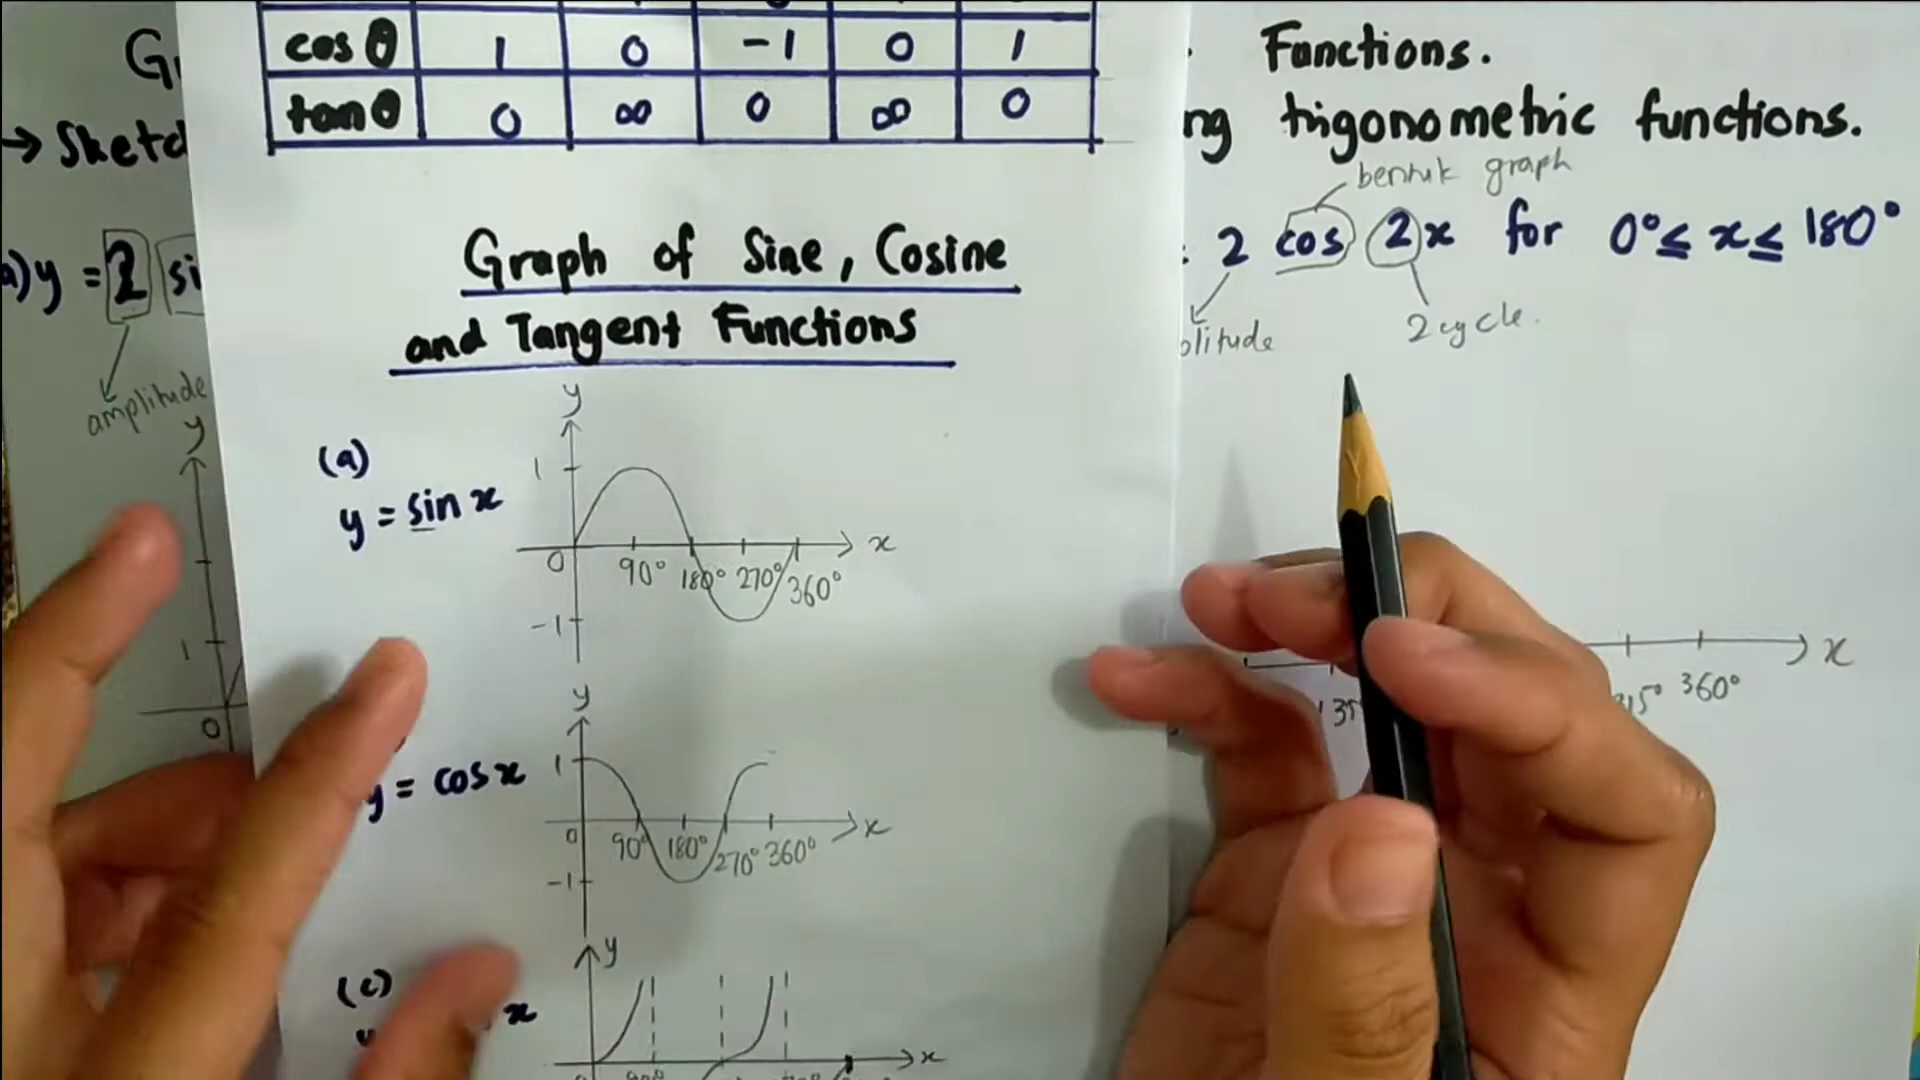 cos θ 1 0 -1 0 1
tan θ 0 ∞ 0 ∞ 0
Graph of Sine, Cosine
and Tangent Functions
(a)
y = sin x
y
1
0
90° 180° 270° 360°
x
-1
y = cos x
y
1
0
90° 180° 270° 360°
x
-1
(c)
x
y
x
→ Sketc
a) y = 2 si
amplitude
y
1
0
Functions.
ng trigonometric functions.
bentuk graph
2 cos 2x for 0° ≤ x ≤ 180°
plitude
2 cycle.
360°
x